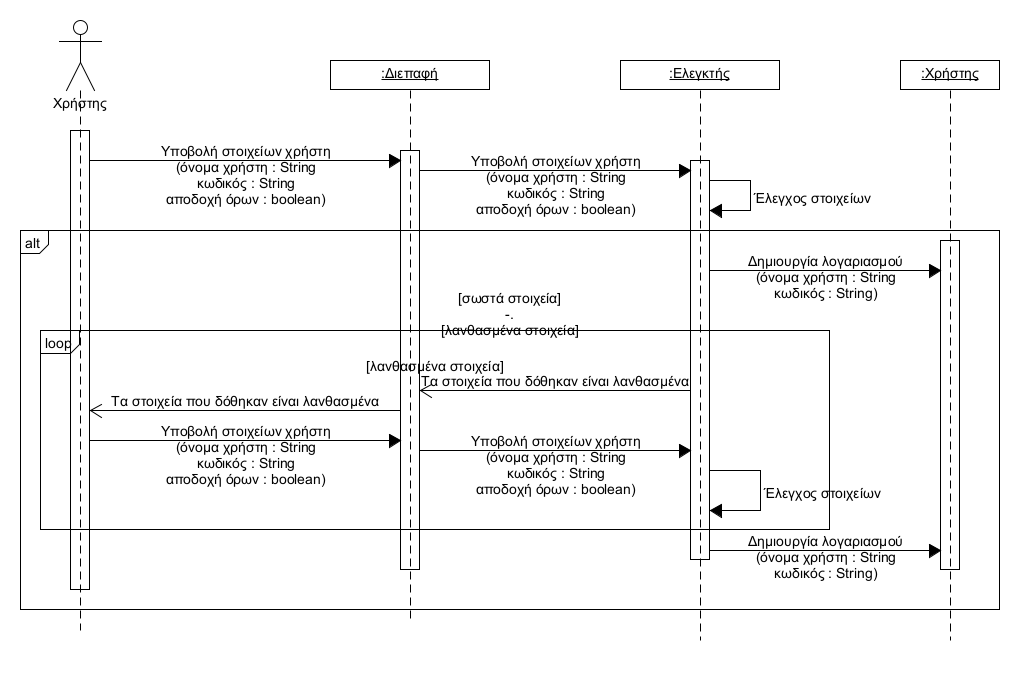 Χρήστης
:Διεπαφή
:Ελεγκτής
:Χρήστης
Υποβολή στοιχείων χρήστη
(όνομα χρήστη : String
κωδικός : String
αποδοχή όρων : boolean)
Υποβολή στοιχείων χρήστη
(όνομα χρήστη : String
κωδικός : String
αποδοχή όρων : boolean)
Έλεγχος στοιχείων
alt
Δημιουργία λογαριασμού
(όνομα χρήστη : String
κωδικός : String)
[σωστά στοιχεία]
-.
[λανθασμένα στοιχεία]
loop
[λανθασμένα στοιχεία]
Τα στοιχεία που δόθηκαν είναι λανθασμένα
Τα στοιχεία που δόθηκαν είναι λανθασμένα
Υποβολή στοιχείων χρήστη
(όνομα χρήστη : String
κωδικός : String
αποδοχή όρων : boolean)
Υποβολή στοιχείων χρήστη
(όνομα χρήστη : String
κωδικός : String
αποδοχή όρων : boolean)
Έλεγχος στοιχείων
Δημιουργία λογαριασμού
(όνομα χρήστη : String
κωδικός : String)